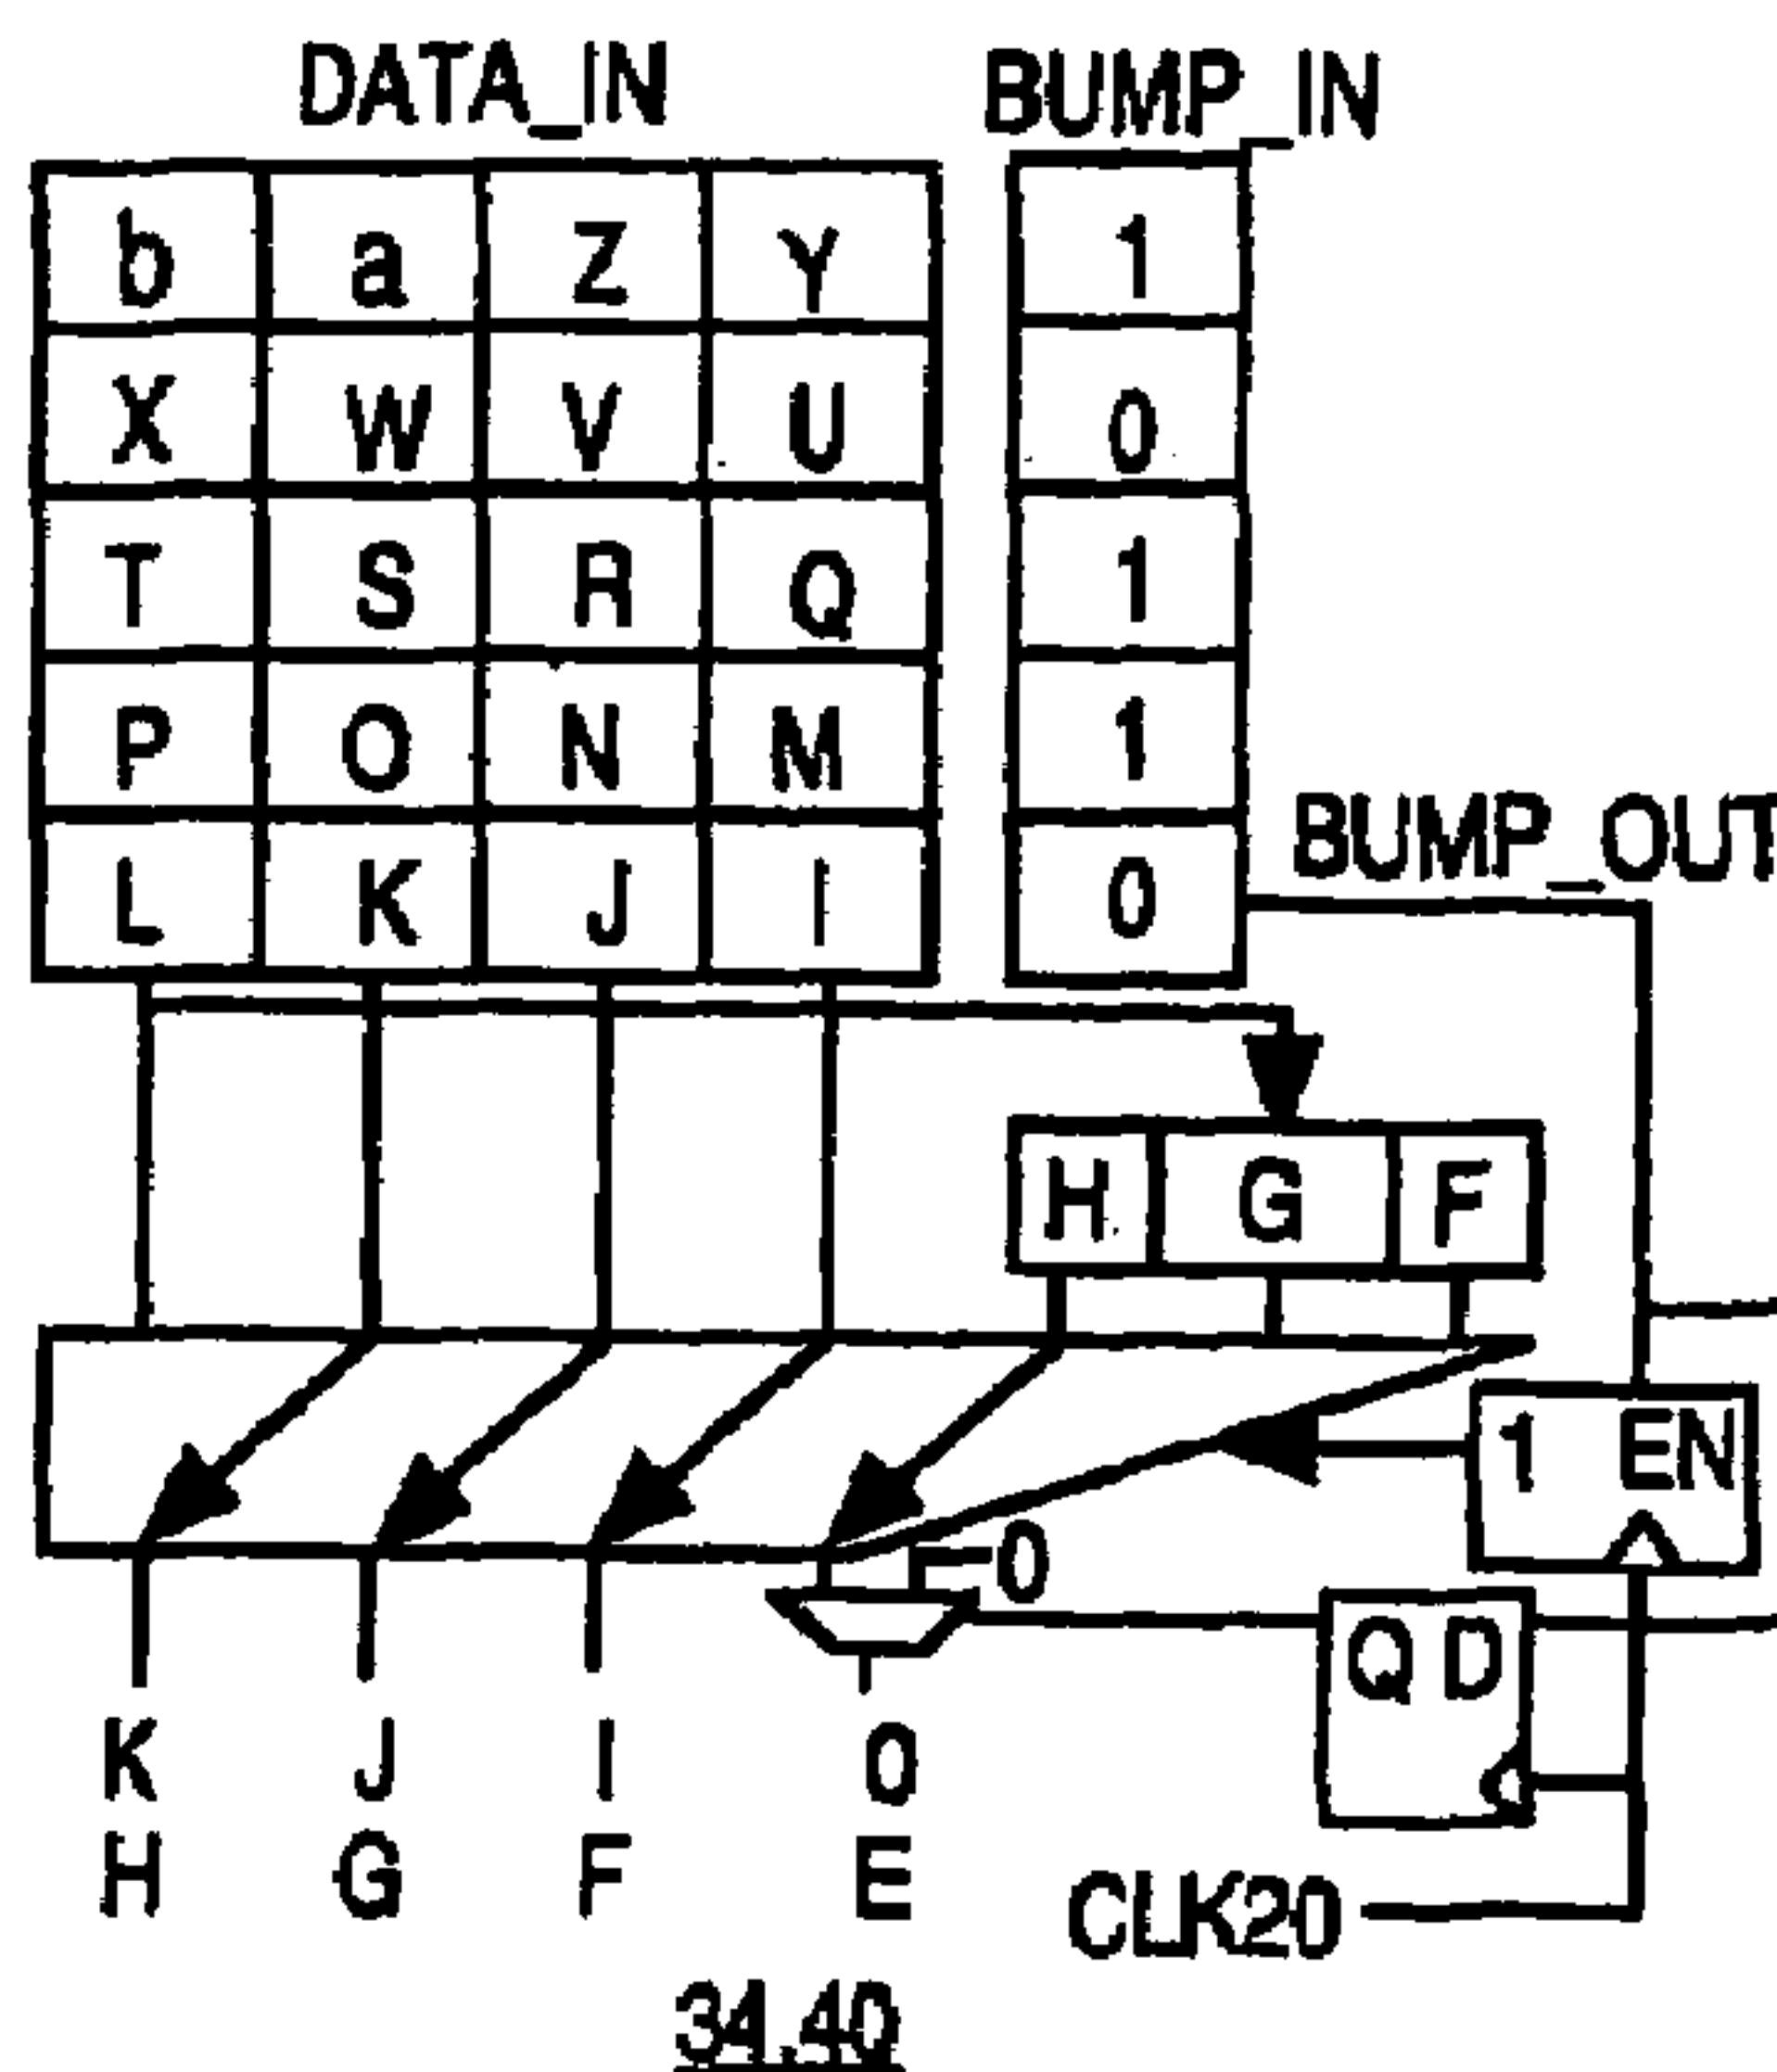 DATA_IN BUMP_IN
b a Z Y 1
X W V U 0
T S R Q 1
P O N M 1
BUMP_OUT
L K J I 0
H G F
1 EN
0
Q D
K J I 0
H G F E
CLK20
34.40